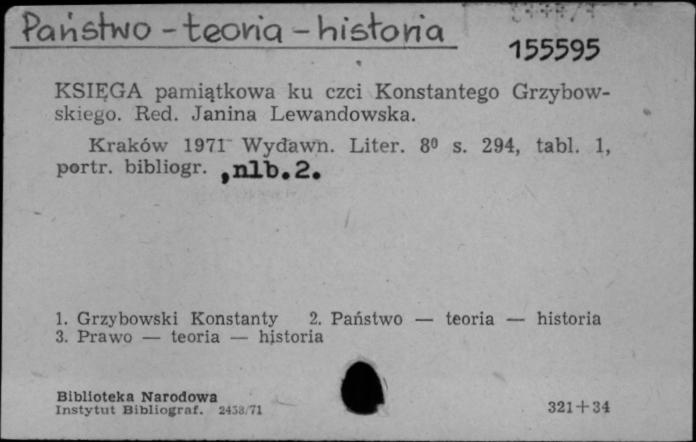 Państwo - teoria - historia
155595
KSIĘGA pamiątkowa ku czci Konstantego Grzybow-
skiego. Red. Janina Lewandowska.
Kraków 1971 Wydawn. Liter. 8⁰ s. 294, tabl. 1,
portr. bibliogr. ,nlb.2.
1. Grzybowski Konstanty 2. Państwo — teoria — historia
3. Prawo — teoria — historia
Biblioteka Narodowa
Instytut Bibliograf. 2458/71
321+34